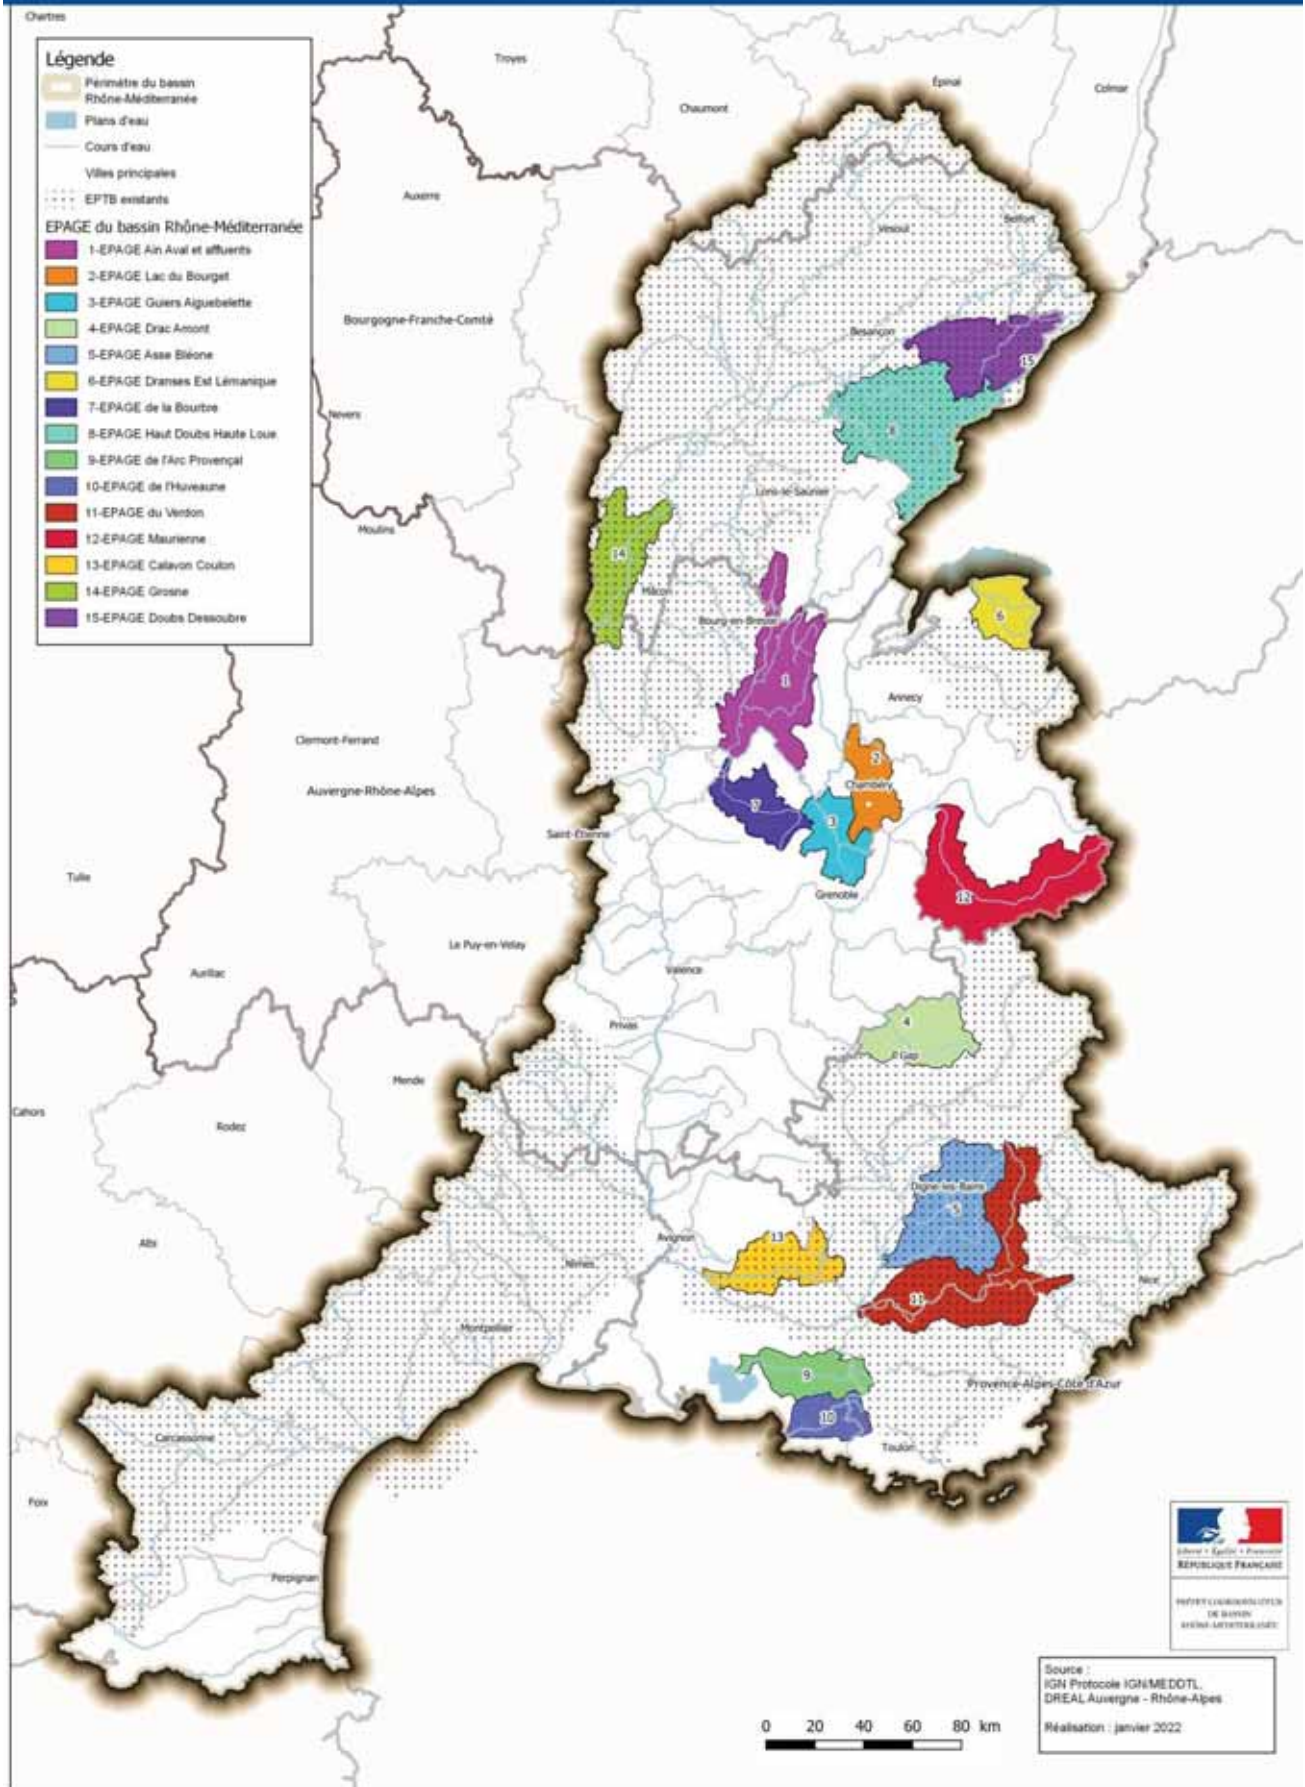 Chartres
Troyes
Chaumont
Épinal
Colmar
Légende
Périmètre du bassin
Rhône-Méditerranée
Plans d'eau
Cours d'eau
Villes principales
EPTB existants
EPAGE du bassin Rhône-Méditerranée
1-EPAGE Ain Aval et affluents
2-EPAGE Lac du Bourget
3-EPAGE Guiers Aiguebelette
4-EPAGE Drac Amont
5-EPAGE Asse Bléone
6-EPAGE Dranses Est Lémanique
7-EPAGE de la Bourbre
8-EPAGE Haut Doubs Haute Loue
9-EPAGE de l'Arc Provençal
10-EPAGE de l'Huveaune
11-EPAGE du Verdon
12-EPAGE Maurienne
13-EPAGE Calavon Coulon
14-EPAGE Grosne
15-EPAGE Doubs Dessoubre
Auxerre
Vesoul
Belfort
Bourgogne-Franche-Comté
Besançon
15
Nevers
8
Lons-le-Saunier
Moulins
14
Mâcon
Bourg-en-Bresse
6
1
Annecy
Clermont-Ferrand
2
Chambéry
Auvergne-Rhône-Alpes
7
3
Saint-Étienne
Tulle
Grenoble
12
Le Puy-en-Velay
Aurillac
Valence
Privas
4
Gap
Mende
Cahors
Rodez
Digne-les-Bains
5
Albi
Avignon
13
Nîmes
Nice
11
Montpellier
9
Provence-Alpes-Côte d'Azur
10
Carcassonne
Toulon
Foix
Perpignan
Liberté • Égalité • Fraternité
RÉPUBLIQUE FRANÇAISE
PRÉFET COORDONNATEUR
DE BASSIN
RHÔNE-MÉDITERRANÉE
Source :
IGN Protocole IGN/MEDDTL,
DREAL Auvergne - Rhône-Alpes
Réalisation : janvier 2022
0 20 40 60 80 km